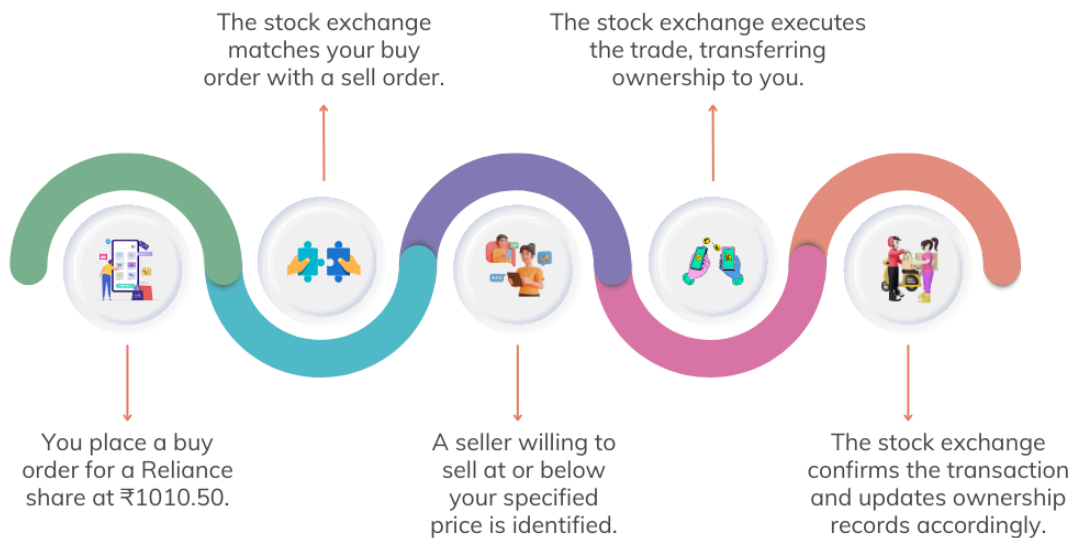 You place a buy
order for a Reliance
share at ₹1010.50.
The stock exchange
matches your buy
order with a sell order.
A seller willing to
sell at or below
your specified
price is identified.
The stock exchange executes
the trade, transferring
ownership to you.
The stock exchange
confirms the transaction
and updates ownership
records accordingly.